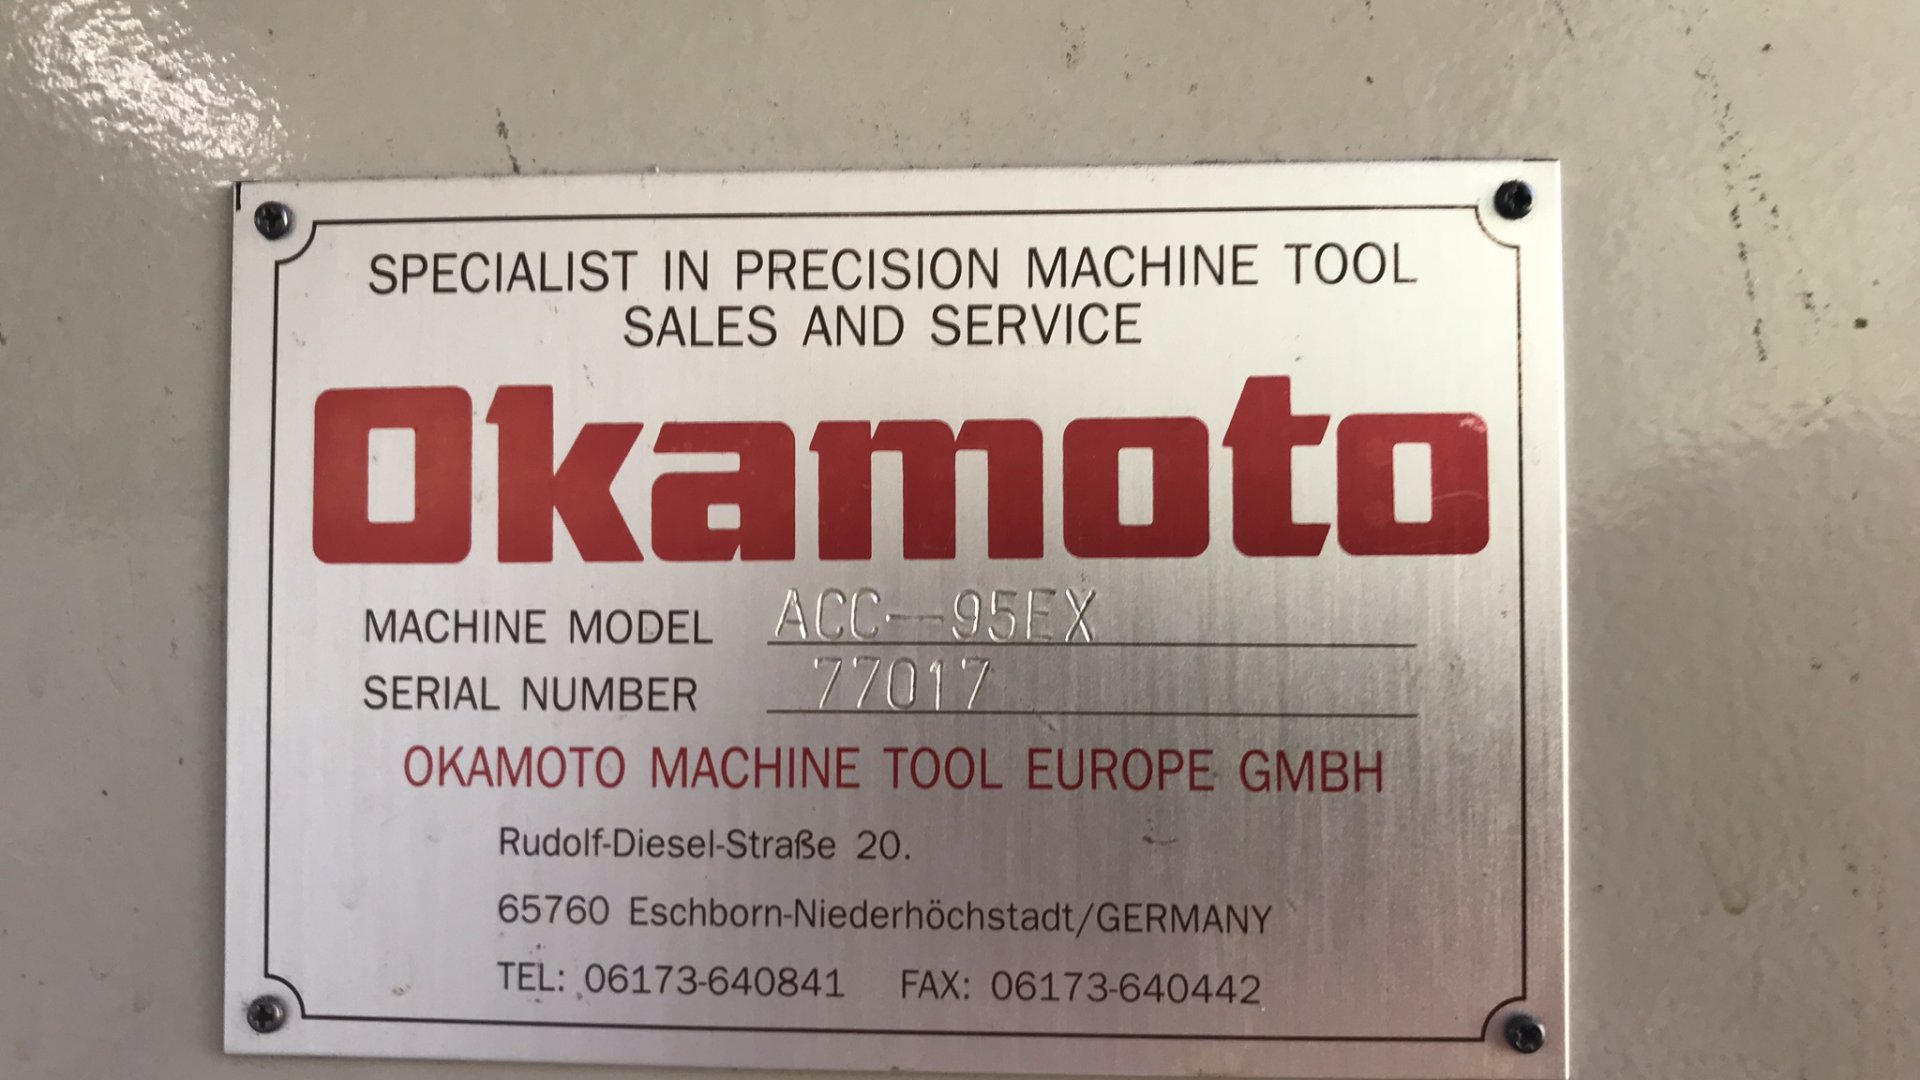 SPECIALIST IN PRECISION MACHINE TOOL
SALES AND SERVICE
Okamoto
MACHINE MODEL ACC-95EX
SERIAL NUMBER 77017
OKAMOTO MACHINE TOOL EUROPE GMBH
Rudolf-Diesel-Straße 20.
65760 Eschborn-Niederhöchstadt/GERMANY
TEL: 06173-640841 FAX: 06173-640442